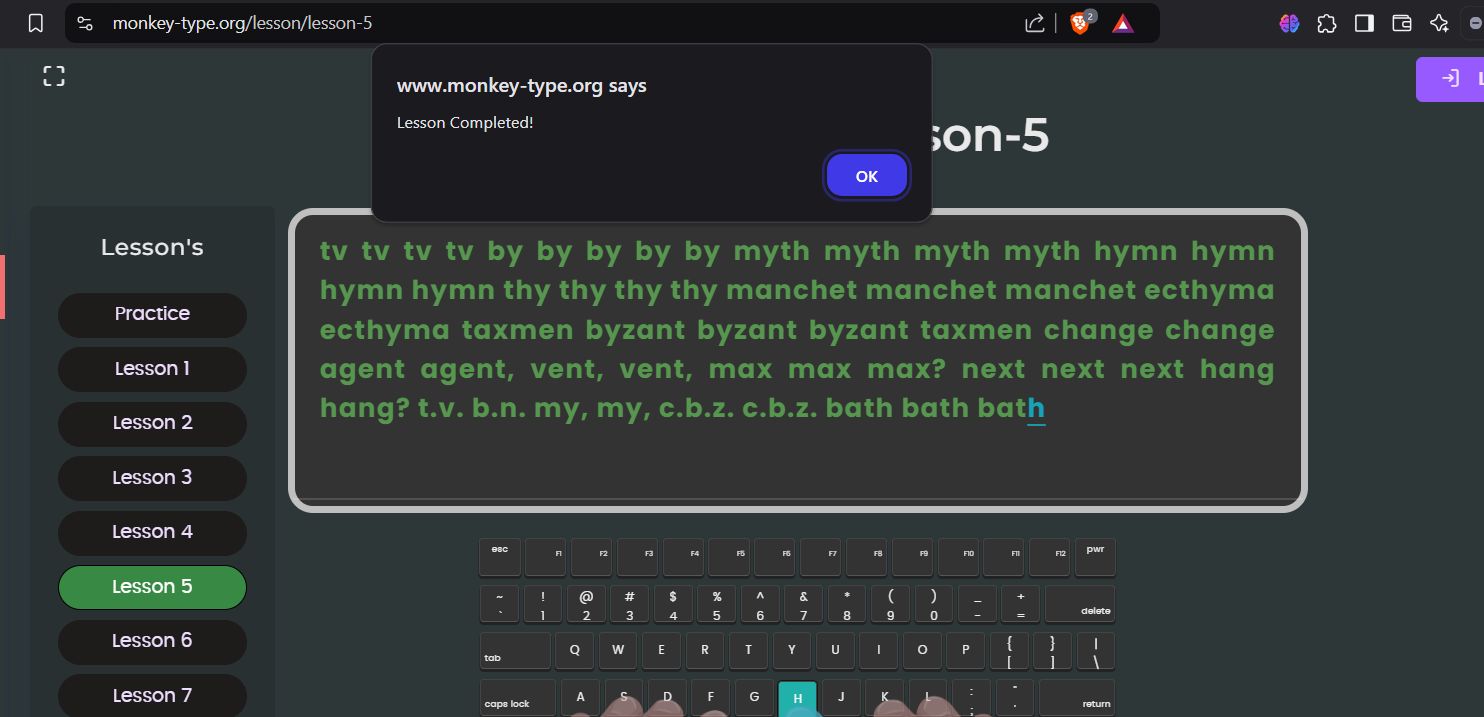 monkey-type.org/lesson/lesson-5
2
www.monkey-type.org says
Lesson Completed!
OK
son-5
Lesson's
Practice
Lesson 1
Lesson 2
Lesson 3
Lesson 4
Lesson 5
Lesson 6
Lesson 7
tv tv tv tv by by by by by myth myth myth myth hymn hymn
hymn hymn thy thy thy thy manchet manchet manchet ecthyma
ecthyma taxmen byzant byzant byzant taxmen change change
agent agent, vent, vent, max max max? next next next hang
hang? t.v. b.n. my, my, c.b.z. c.b.z. bath bath bath
esc F1 F2 F3 F4 F5 F6 F7 F8 F9 F10 F11 F12 pwr
~ ! @ # $ % ^ & * ( ) _ +
` 1 2 3 4 5 6 7 8 9 0 - = delete
tab Q W E R T Y U I O P { } |
[ ] \
caps lock A S D F G H J K L : ; return